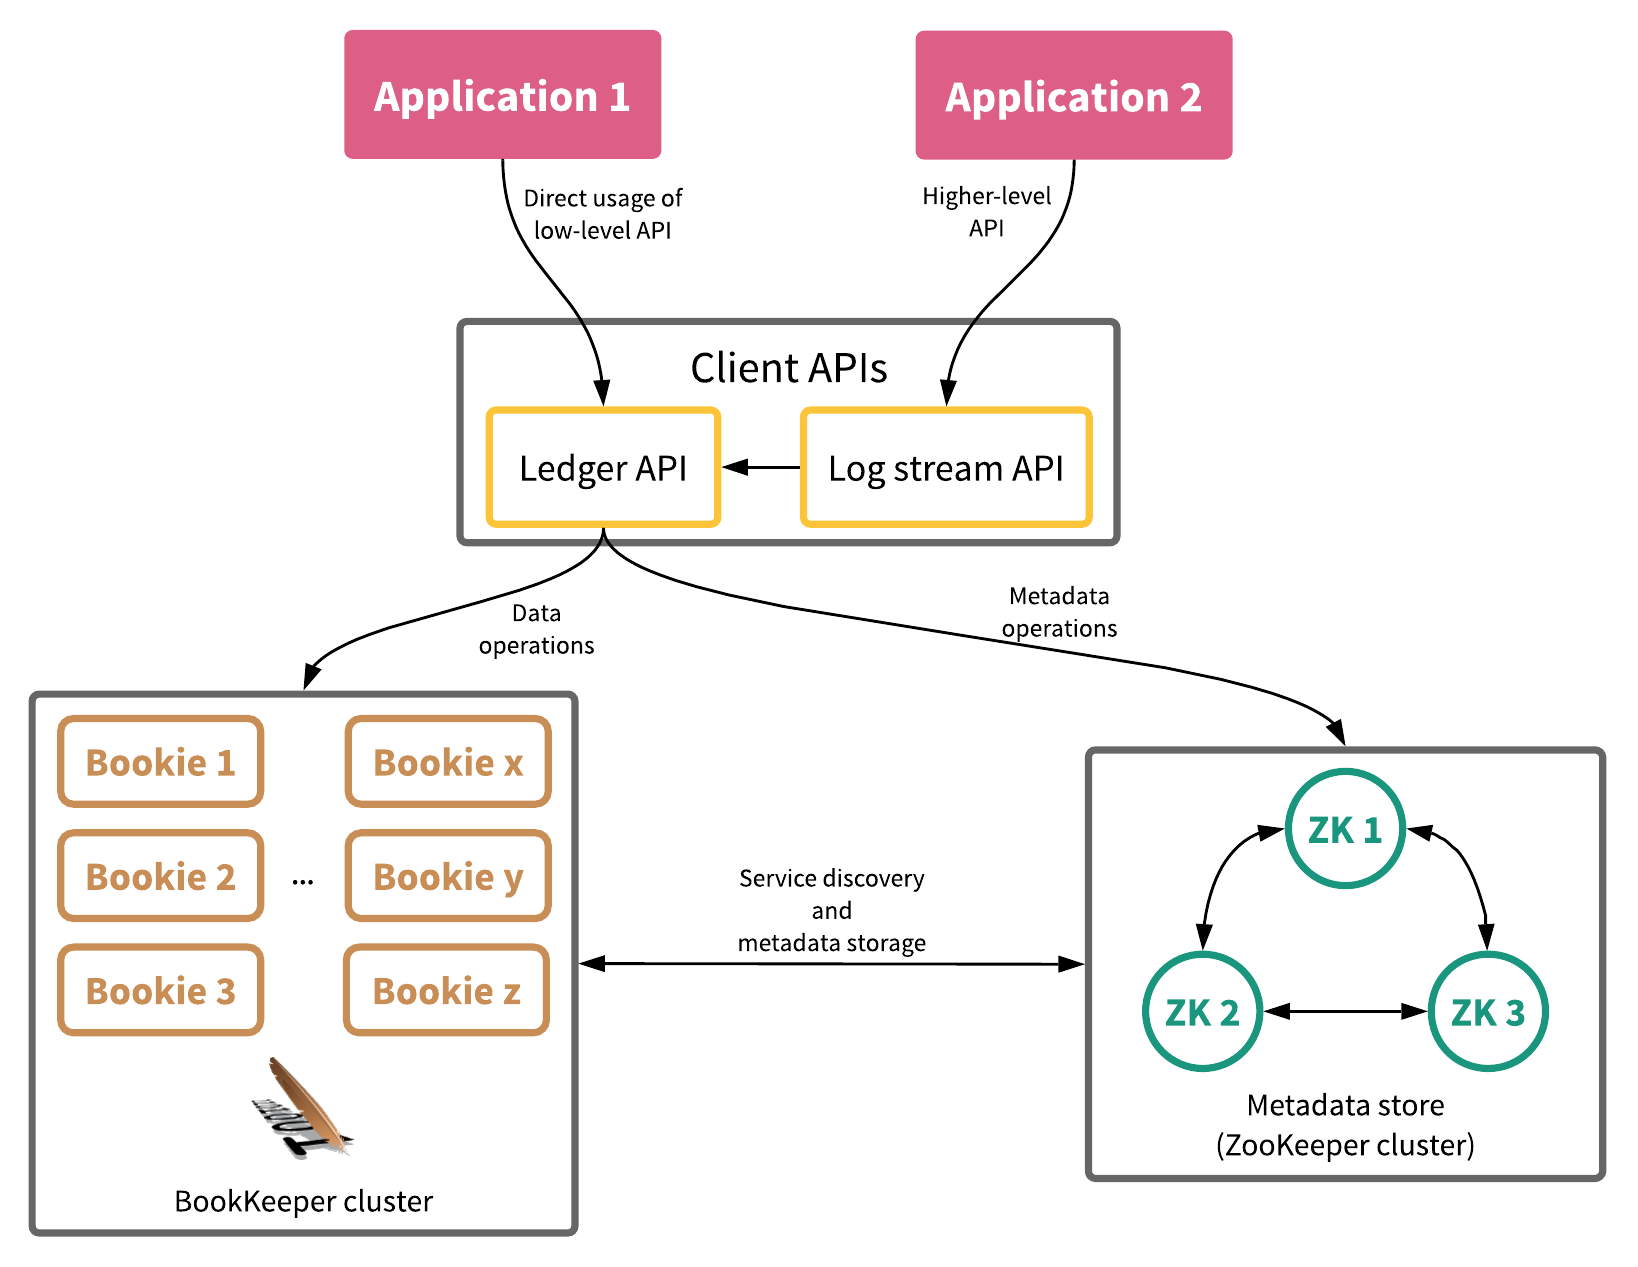 Application 1
Application 2
Direct usage of
low-level API
Higher-level
API
Client APIs
Ledger API
Log stream API
Data
operations
Metadata
operations
Bookie 1
Bookie x
Bookie 2
...
Bookie y
Bookie 3
Bookie z
BookKeeper cluster
Service discovery
and
metadata storage
ZK 1
ZK 2
ZK 3
Metadata store
(ZooKeeper cluster)